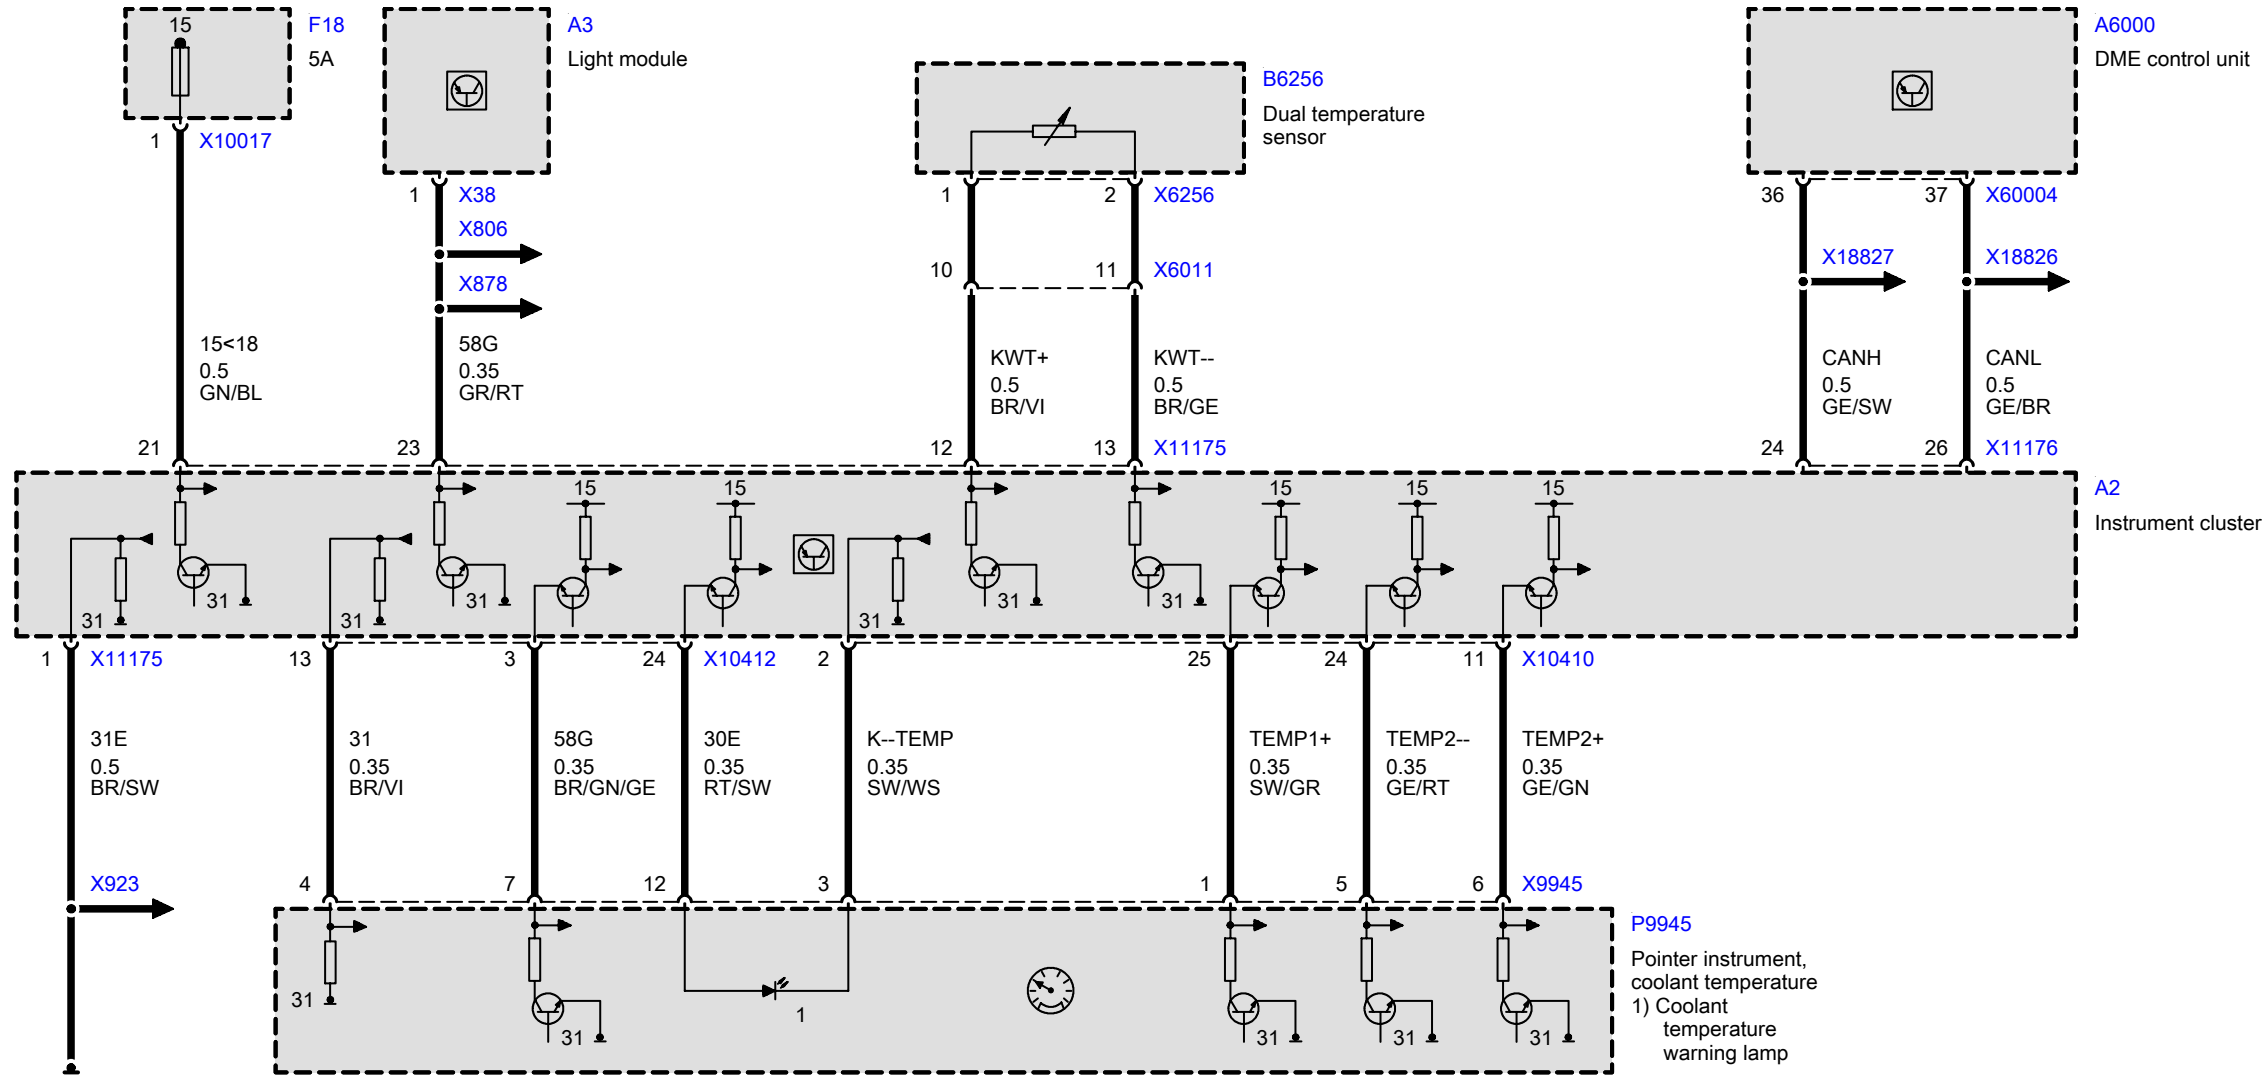 15
F18
5A
1
X10017
15<18
0.5
GN/BL
21
A3
Light module
1
X38
X806
X878
58G
0.35
GR/RT
23
B6256
Dual temperature
sensor
1
2
X6256
10
11
X6011
KWT+
0.5
BR/VI
KWT--
0.5
BR/GE
12
13
X11175
A6000
DME control unit
36
37
X60004
X18827
X18826
CANH
0.5
GE/SW
CANL
0.5
GE/BR
24
26
X11176
A2
Instrument cluster
15
15
15
15
15
31
31
31
31
31
31
31
1
X11175
13
3
24
X10412
2
25
24
11
X10410
31E
0.5
BR/SW
31
0.35
BR/VI
58G
0.35
BR/GN/GE
30E
0.35
RT/SW
K--TEMP
0.35
SW/WS
TEMP1+
0.35
SW/GR
TEMP2--
0.35
GE/RT
TEMP2+
0.35
GE/GN
X923
4
7
12
3
1
5
6
X9945
P9945
Pointer instrument,
coolant temperature
1) Coolant
temperature
warning lamp
31
31
1
31
31
31